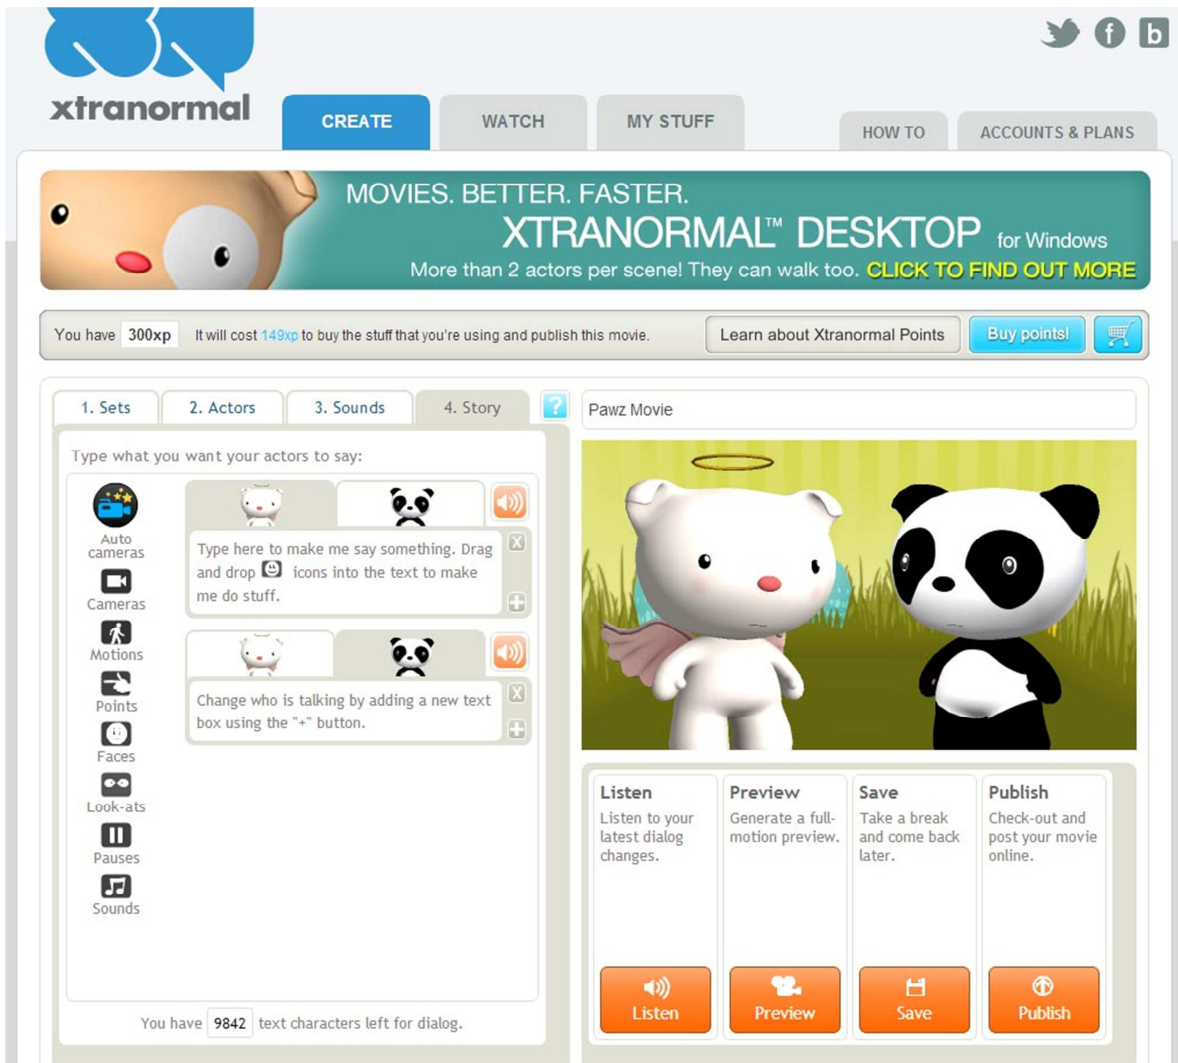 xtranormal
CREATE
WATCH
MY STUFF
HOW TO
ACCOUNTS & PLANS
MOVIES. BETTER. FASTER.
XTRANORMAL™ DESKTOP for Windows
More than 2 actors per scene! They can walk too. CLICK TO FIND OUT MORE
You have 300xp It will cost 149xp to buy the stuff that you're using and publish this movie.
Learn about Xtranormal Points
Buy points!
1. Sets
2. Actors
3. Sounds
4. Story
?
Pawz Movie
Type what you want your actors to say:
Auto
cameras
Cameras
Motions
Points
Faces
Look-ats
Pauses
Sounds
Type here to make me say something. Drag
and drop icons into the text to make
me do stuff.
Change who is talking by adding a new text
box using the "+" button.
You have 9842 text characters left for dialog.
Listen
Listen to your
latest dialog
changes.
Listen
Preview
Generate a full-
motion preview.
Preview
Save
Take a break
and come back
later.
Save
Publish
Check-out and
post your movie
online.
Publish